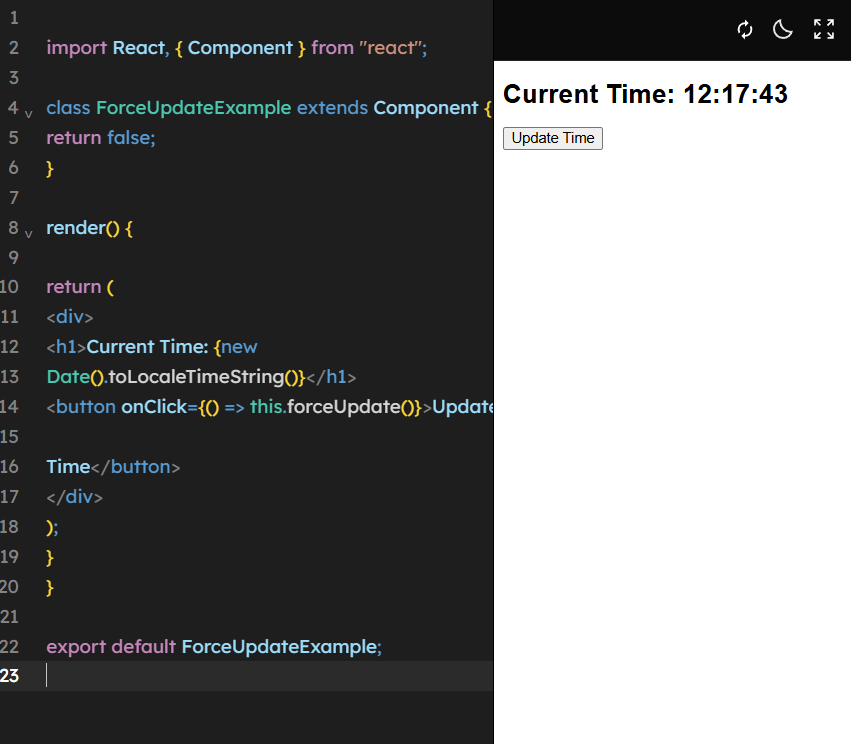 1
2 import React, { Component } from "react";
3
4 class ForceUpdateExample extends Component {
5 return false;
6 }
7
8 render() {
9
10 return (
11 <div>
12 <h1>Current Time: {new
13 Date().toLocaleTimeString()}</h1>
14 <button onClick={() => this.forceUpdate()}>Update
15
16 Time</button>
17 </div>
18 );
19 }
20 }
21
22 export default ForceUpdateExample;
23
Current Time: 12:17:43
Update Time